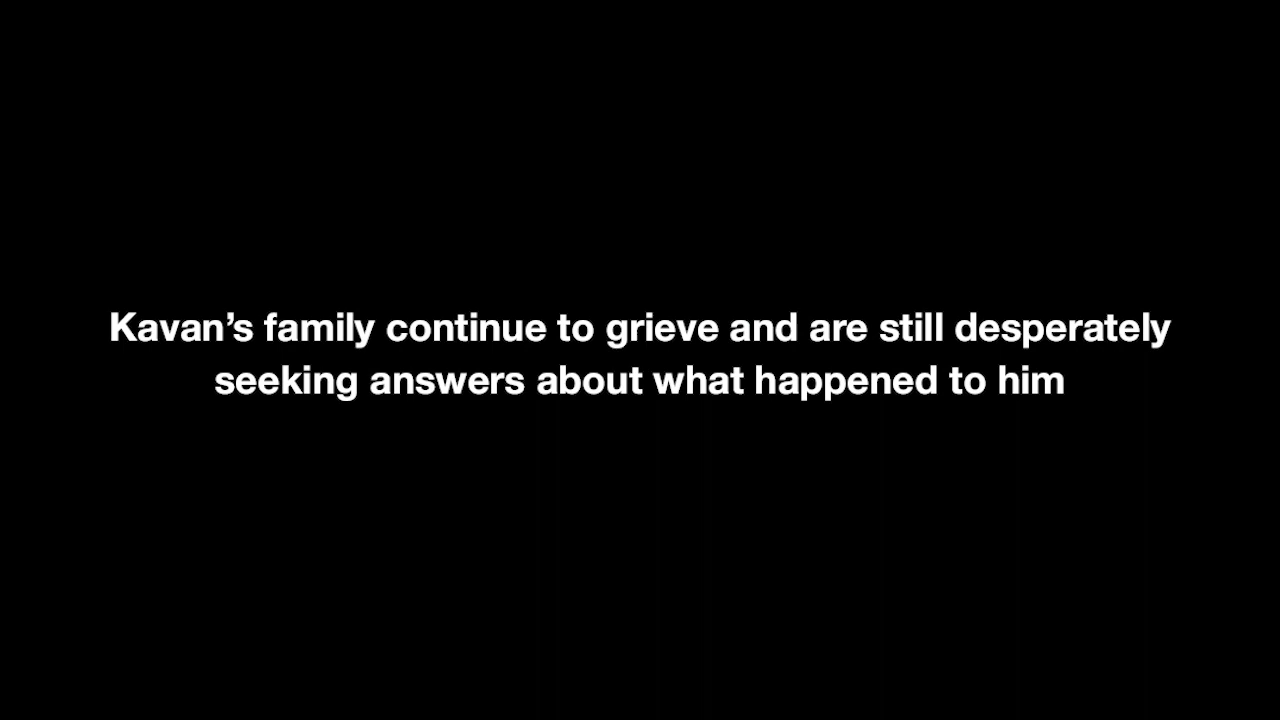 Kavan’s family continue to grieve and are still desperately
seeking answers about what happened to him